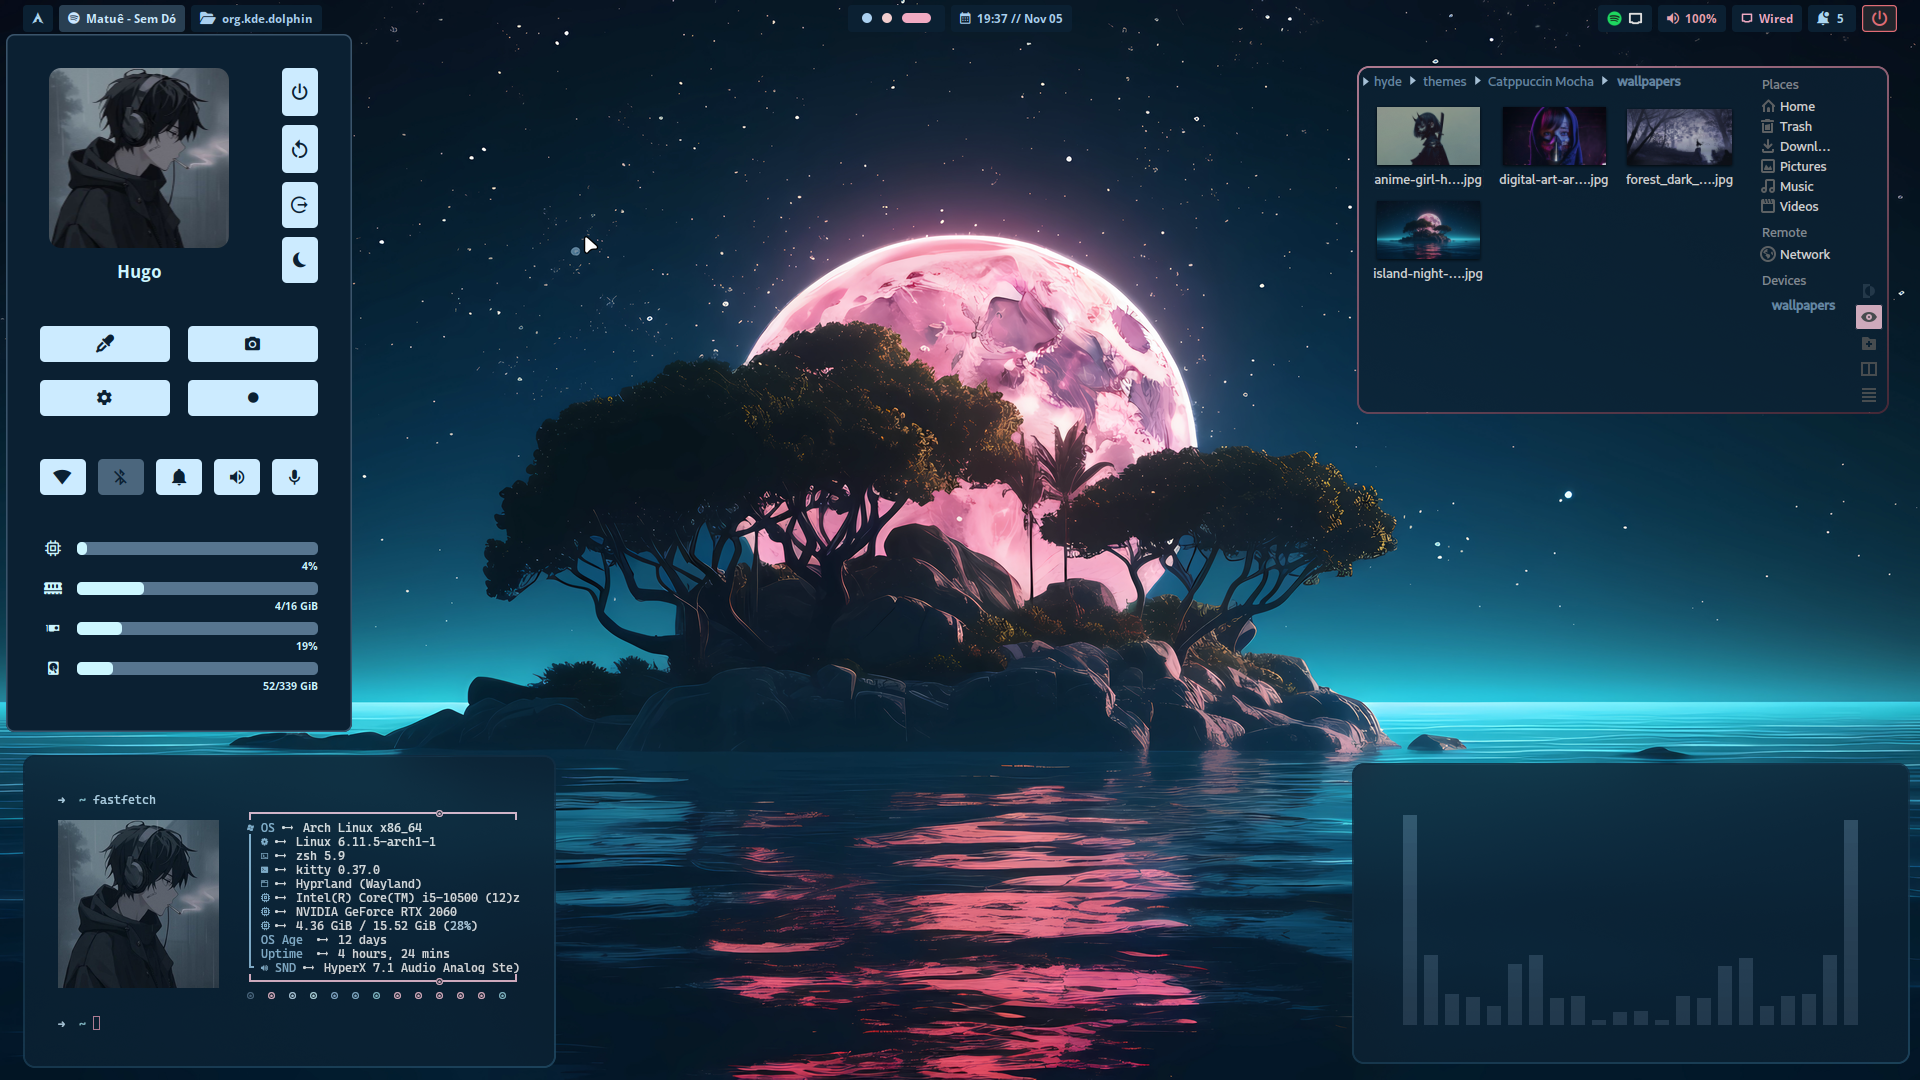 Matuê - Sem Dó
org.kde.dolphin
19:37 // Nov 05
100%
Wired
5
Hugo
4%
4/16 GiB
19%
52/339 GiB
hyde themes Catppuccin Mocha wallpapers
anime-girl-h....jpg
digital-art-ar....jpg
forest_dark_....jpg
island-night-....jpg
Places
Home
Trash
Downl...
Pictures
Music
Videos
Remote
Network
Devices
wallpapers
➜ ~ fastfetch
OS Arch Linux x86_64
Linux 6.11.5-arch1-1
zsh 5.9
kitty 0.37.0
Hyprland (Wayland)
Intel(R) Core(TM) i5-10500 (12)z
NVIDIA GeForce RTX 2060
4.36 GiB / 15.52 GiB (28%)
OS Age 12 days
Uptime 4 hours, 24 mins
SND HyperX 7.1 Audio Analog Ste)
➜ ~